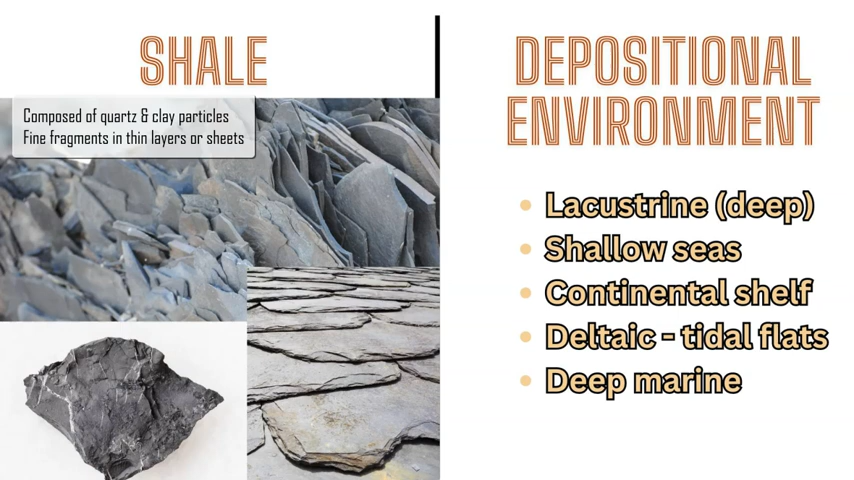 SHALE
Composed of quartz & clay particles
Fine fragments in thin layers or sheets
DEPOSITIONAL
ENVIRONMENT
• Lacustrine (deep)
• Shallow seas
• Continental shelf
• Deltaic - tidal flats
• Deep marine